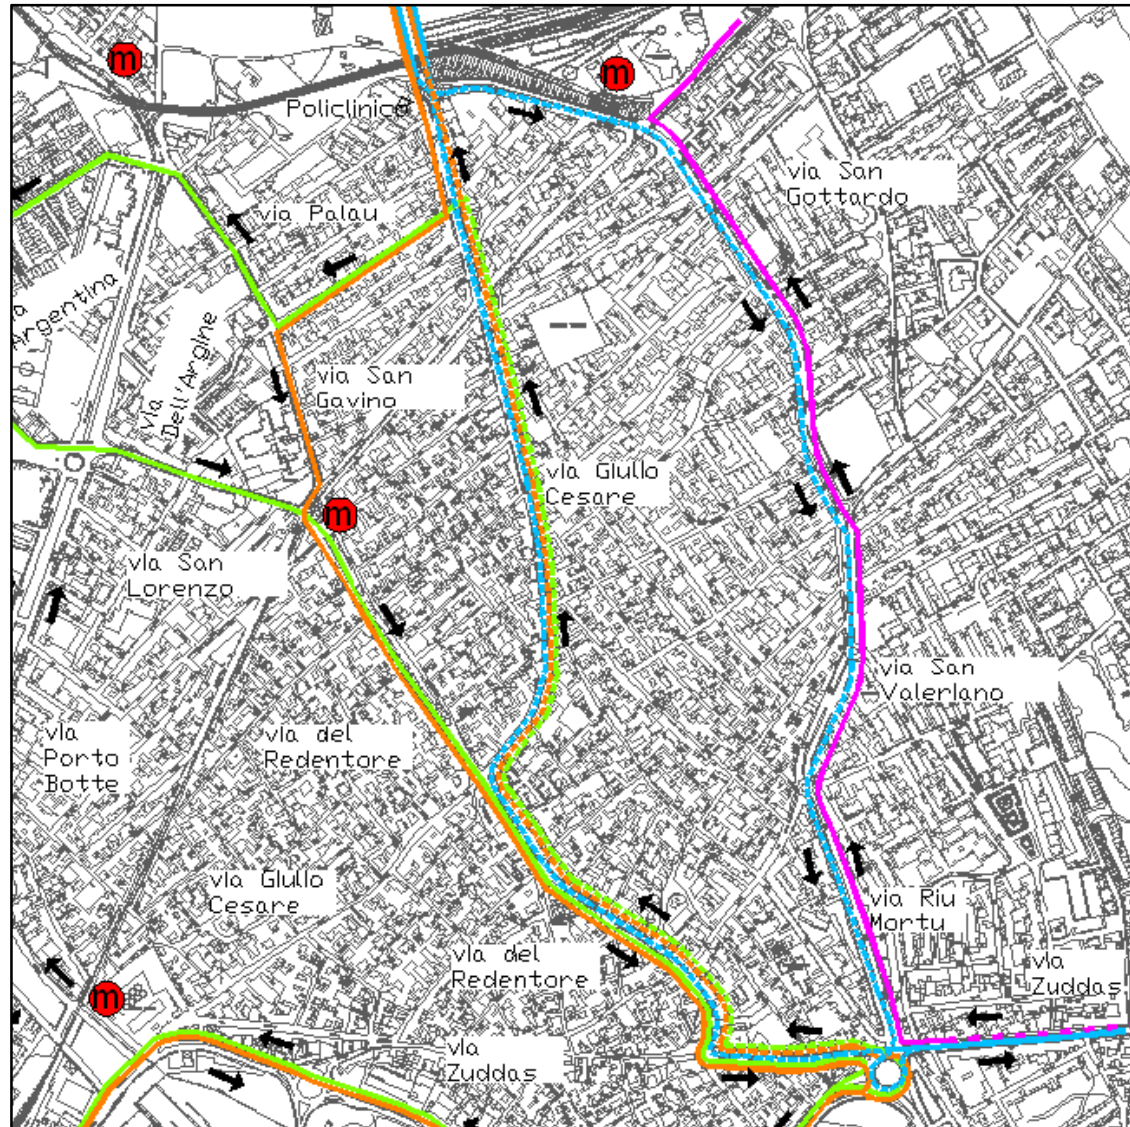 m
m
Policlinico
via San
Gottardo
via Palau
Argentina
via
Dell'Argine
via San
Gavino
via Giulio
Cesare
m
via San
Lorenzo
via San
Valeriano
via
Porto
Botte
via del
Redentore
via Giulio
Cesare
via Riu
Mortu
via del
Redentore
via
Zuddas
m
via
Zuddas